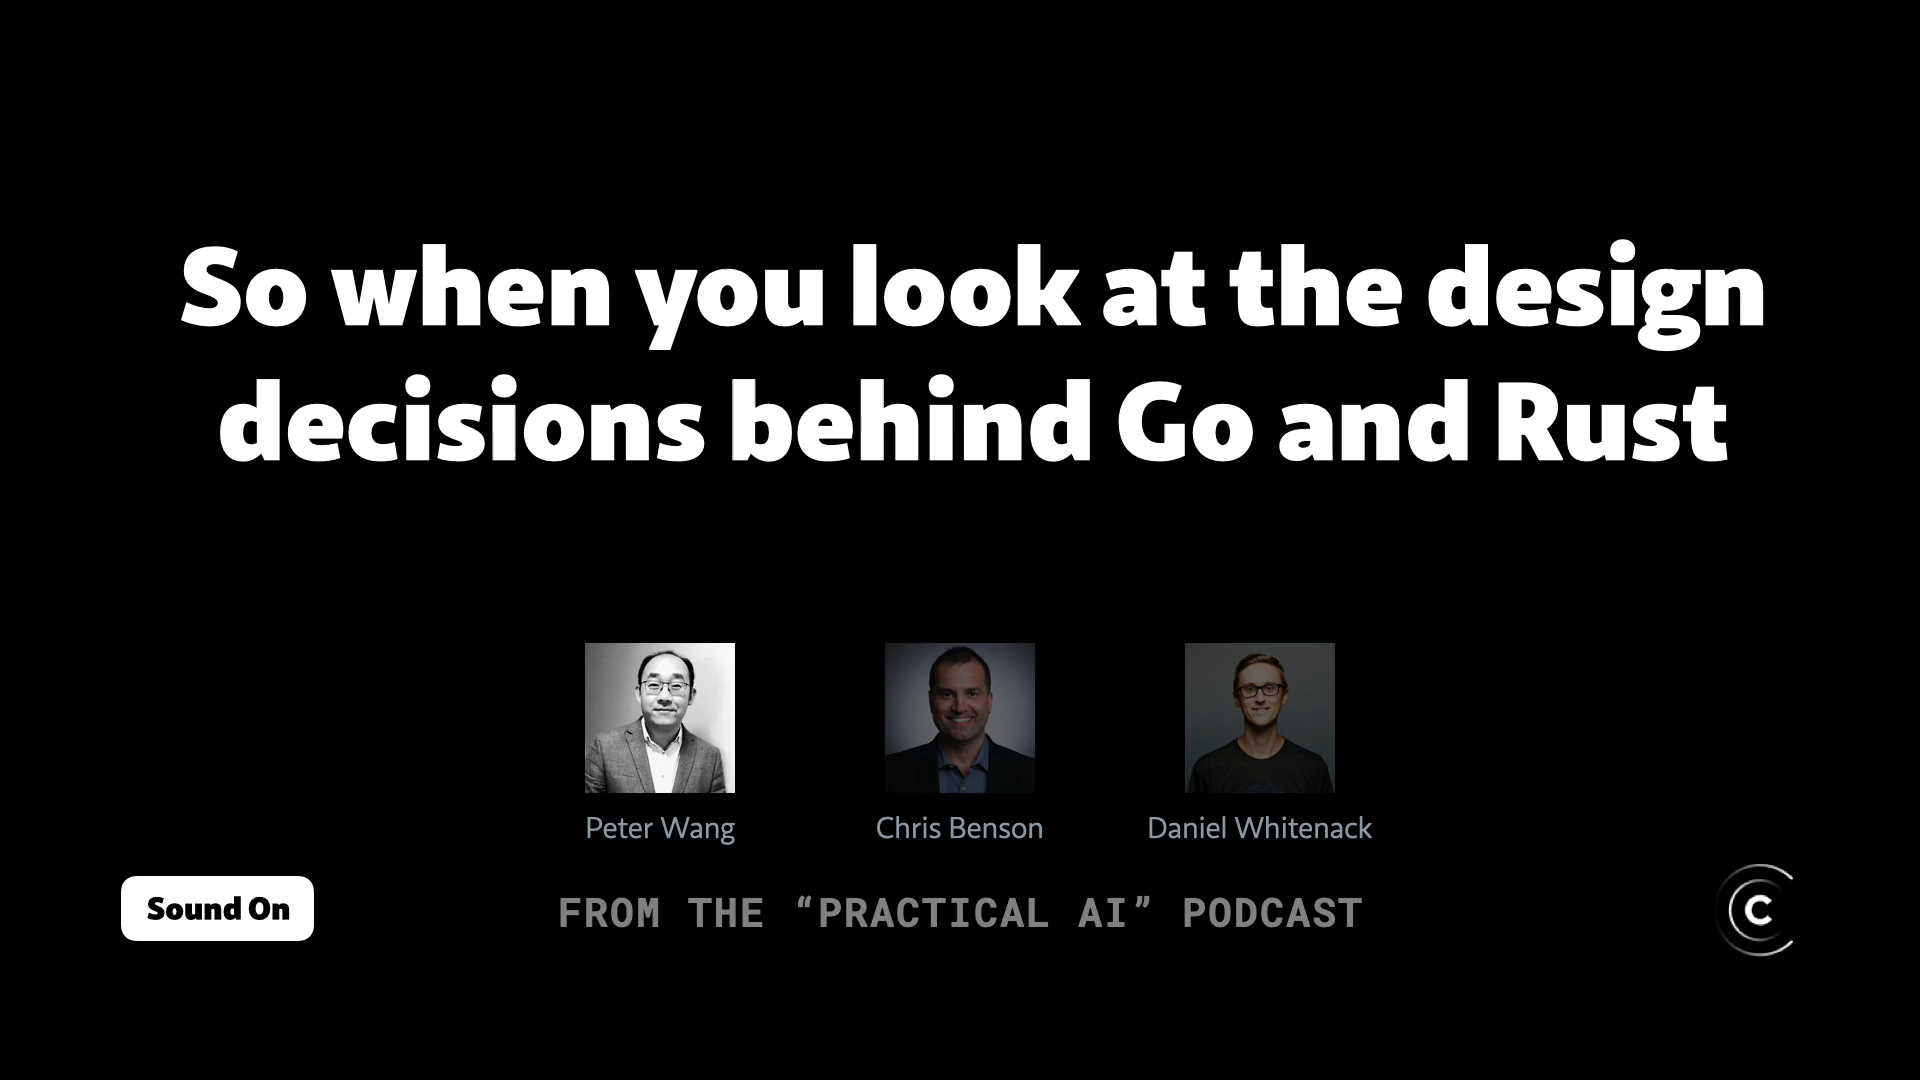 So when you look at the design
decisions behind Go and Rust
Peter Wang
Chris Benson
Daniel Whitenack
Sound On
FROM THE “PRACTICAL AI” PODCAST
C